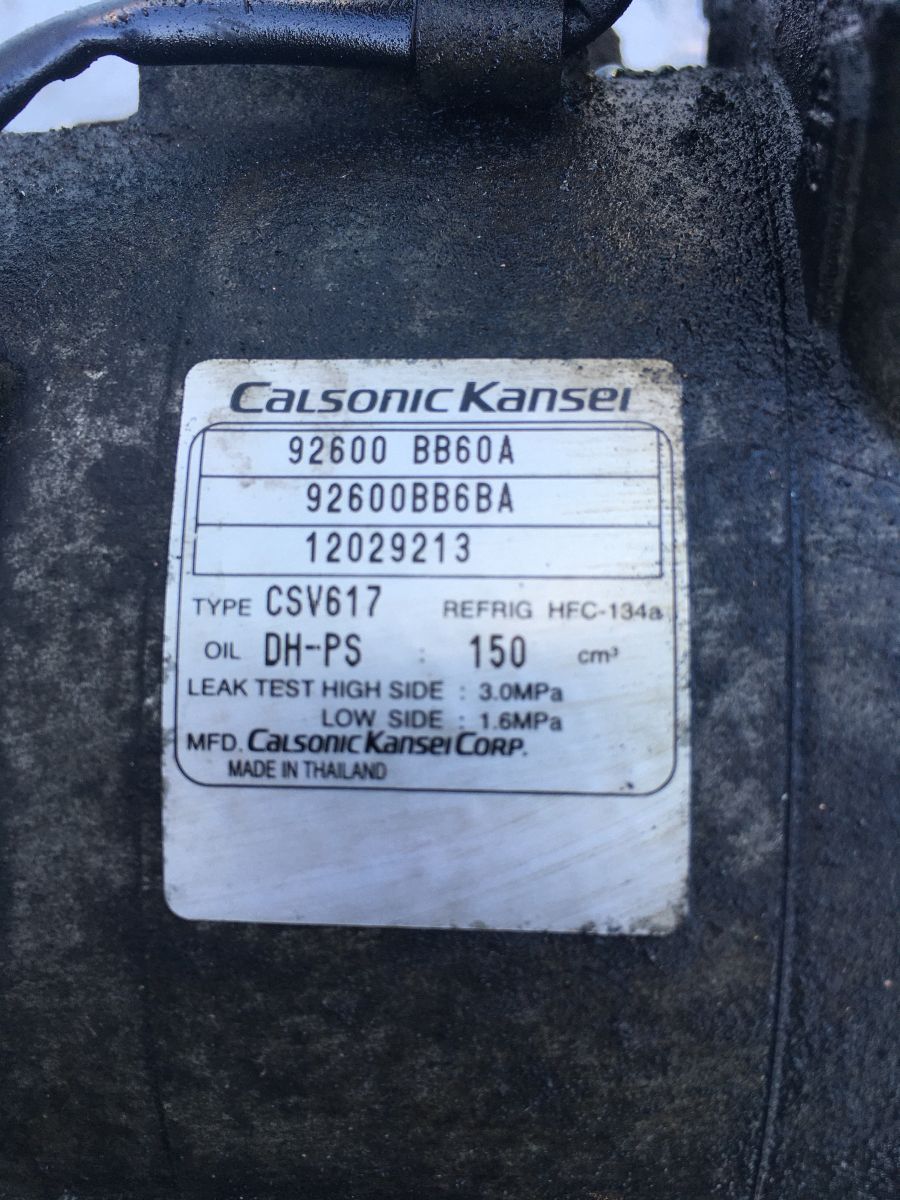 Calsonic Kansei
92600 BB60A
92600BB6BA
12029213
TYPE CSV617 REFRIG HFC-134a
OIL DH-PS : 150 cm³
LEAK TEST HIGH SIDE : 3.0MPa
LOW SIDE : 1.6MPa
MFD. Calsonic Kansei Corp.
MADE IN THAILAND